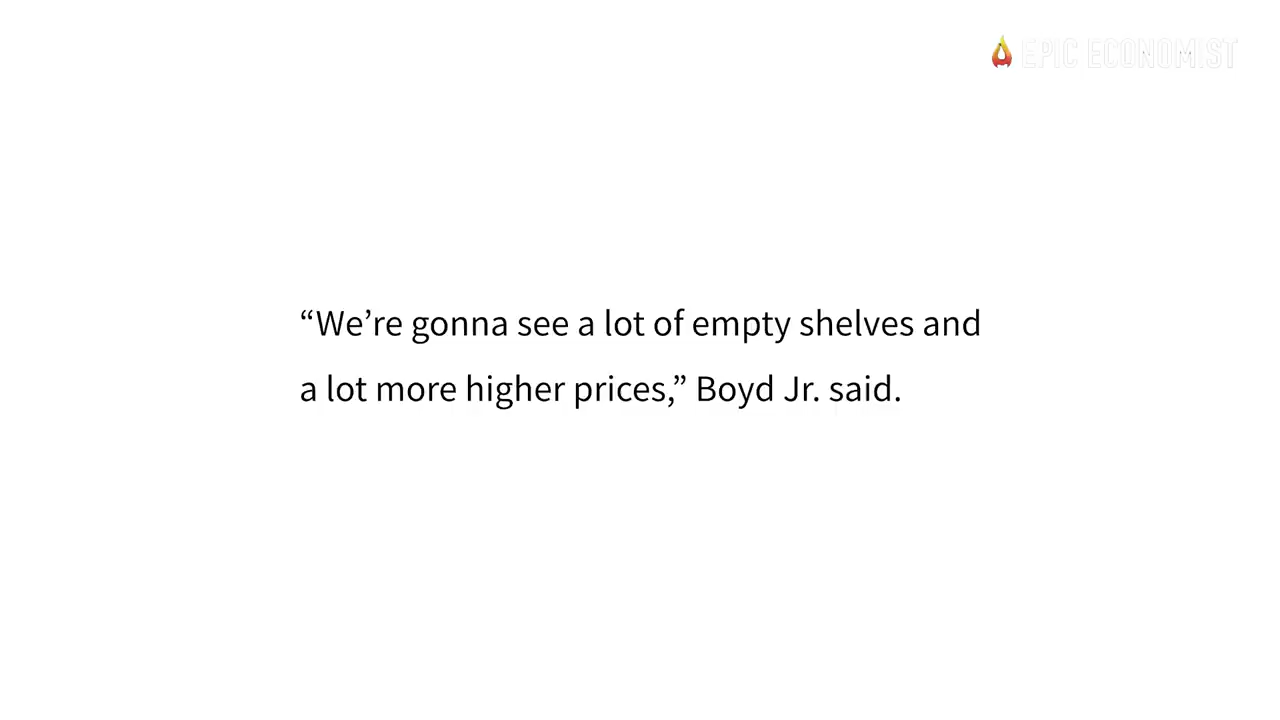 EPIC ECONOMIST
“We’re gonna see a lot of empty shelves and
a lot more higher prices,” Boyd Jr. said.